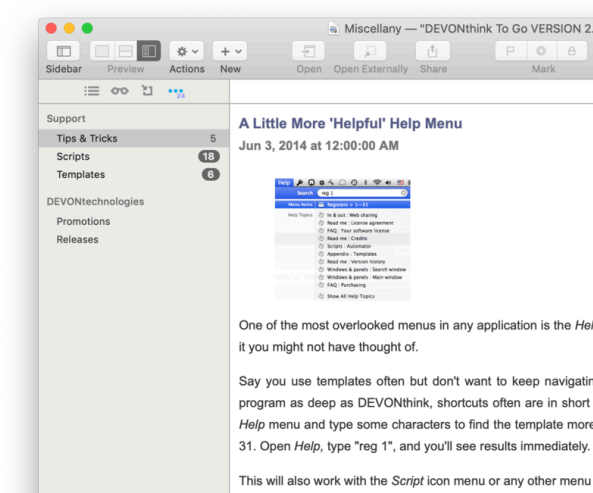 Miscellany — "DEVONthink To Go VERSION 2.
Sidebar Preview Actions New Open Open Externally Share Mark
24
Support
Tips & Tricks 5
Scripts 18
Templates 6
DEVONtechnologies
Promotions
Releases
A Little More 'Helpful' Help Menu
Jun 3, 2014 at 12:00:00 AM
Help
Search reg 1
Menu Items Registers > 1—31
Help Topics In & out : Web sharing
Read me : License agreement
FAQ : Your software license
Read me : Credits
Scripts : Automator
Appendix : Templates
Read me : Version history
Windows & panels : Search window
Windows & panels : Main window
FAQ : Purchasing
Show All Help Topics
One of the most overlooked menus in any application is the Hel
it you might not have thought of.
Say you use templates often but don't want to keep navigatin
program as deep as DEVONthink, shortcuts often are in short
Help menu and type some characters to find the template more
31. Open Help, type "reg 1", and you'll see results immediately.
This will also work with the Script icon menu or any other menu